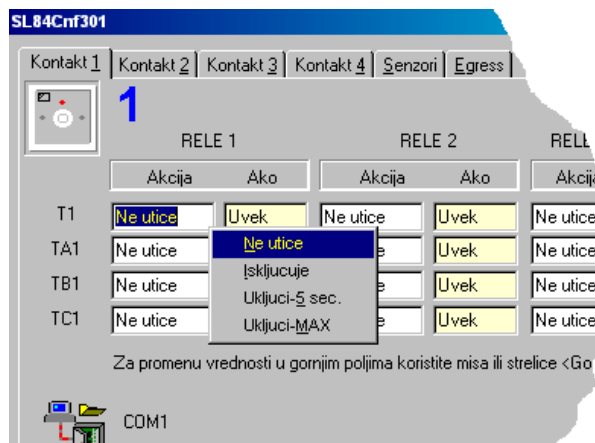 SL84Cnf301
Kontakt 1 Kontakt 2 Kontakt 3 Kontakt 4 Senzori Egress
1
RELE 1 RELE 2 RELE
Akcija Ako Akcija Ako Akcij
T1 Ne utice Uvek Ne utice Uvek Ne utice
TA1 Ne utice Ne utice e Uvek Ne utice
TB1 Ne utice Iskljucuje e Uvek Ne utice
Ukljuci-5 sec.
TC1 Ne utice Ukljuci-MAX e Uvek Ne utice
Za promenu vrednosti u gornjim poljima koristite misa ili strelice <Go
COM1